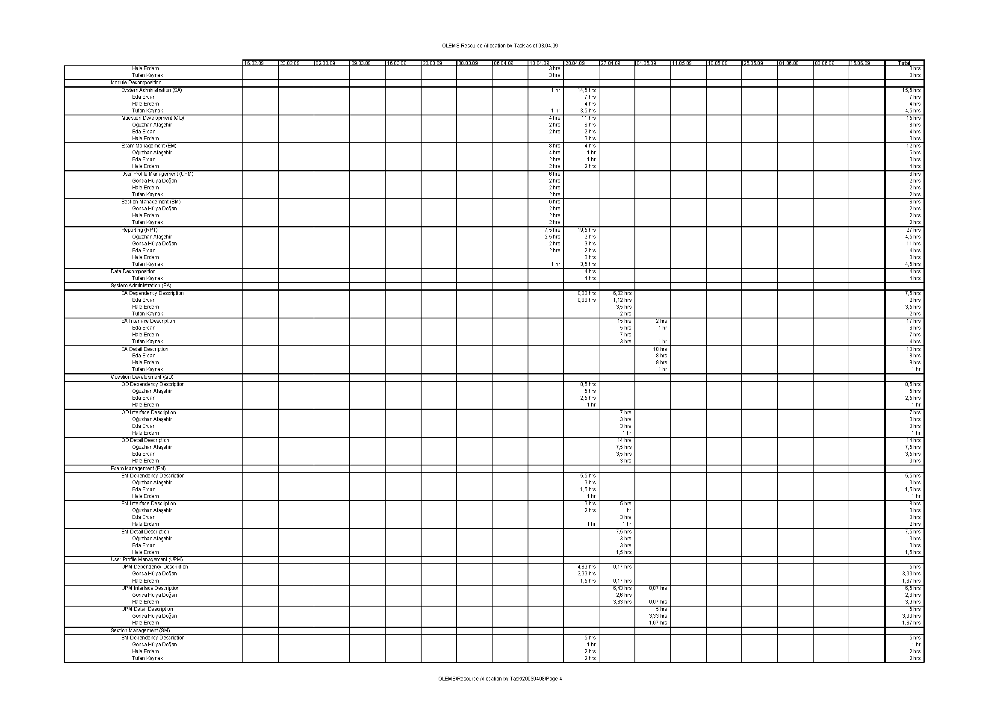 OLEMS Resource Allocation by Task as of 08.04.09
16.02.09 23.02.09 02.03.09 09.03.09 16.03.09 23.03.09 30.03.09 06.04.09 13.04.09 20.04.09 27.04.09 04.05.09 11.05.09 18.05.09 25.05.09 01.06.09 08.06.09 15.06.09 Total
Hale Erdem 3 hrs 3 hrs
Tufan Kaynak 3 hrs 3 hrs
Module Decomposition
System Administration (SA) 1 hr 14,5 hrs 15,5 hrs
Eda Ercan 7 hrs 7 hrs
Hale Erdem 4 hrs 4 hrs
Tufan Kaynak 1 hr 3,5 hrs 4,5 hrs
Question Development (QD) 4 hrs 11 hrs 15 hrs
Oğuzhan Alaşehir 2 hrs 6 hrs 8 hrs
Eda Ercan 2 hrs 2 hrs 4 hrs
Hale Erdem 3 hrs 3 hrs
Exam Management (EM) 8 hrs 4 hrs 12 hrs
Oğuzhan Alaşehir 4 hrs 1 hr 5 hrs
Eda Ercan 2 hrs 1 hr 3 hrs
Hale Erdem 2 hrs 2 hrs 4 hrs
User Profile Management (UPM) 6 hrs 6 hrs
Gonca Hülya Doğan 2 hrs 2 hrs
Hale Erdem 2 hrs 2 hrs
Tufan Kaynak 2 hrs 2 hrs
Section Management (SM) 6 hrs 6 hrs
Gonca Hülya Doğan 2 hrs 2 hrs
Hale Erdem 2 hrs 2 hrs
Tufan Kaynak 2 hrs 2 hrs
Reporting (RPT) 7,5 hrs 19,5 hrs 27 hrs
Oğuzhan Alaşehir 2,5 hrs 2 hrs 4,5 hrs
Gonca Hülya Doğan 2 hrs 9 hrs 11 hrs
Eda Ercan 2 hrs 2 hrs 4 hrs
Hale Erdem 3 hrs 3 hrs
Tufan Kaynak 1 hr 3,5 hrs 4,5 hrs
Data Decomposition 4 hrs 4 hrs
Tufan Kaynak 4 hrs 4 hrs
System Administration (SA)
SA Dependency Description 0,88 hrs 6,62 hrs 7,5 hrs
Eda Ercan 0,88 hrs 1,12 hrs 2 hrs
Hale Erdem 3,5 hrs 3,5 hrs
Tufan Kaynak 2 hrs 2 hrs
SA Interface Description 15 hrs 2 hrs 17 hrs
Eda Ercan 5 hrs 1 hr 6 hrs
Hale Erdem 7 hrs 7 hrs
Tufan Kaynak 3 hrs 1 hr 4 hrs
SA Detail Description 18 hrs 18 hrs
Eda Ercan 8 hrs 8 hrs
Hale Erdem 9 hrs 9 hrs
Tufan Kaynak 1 hr 1 hr
Question Development (QD)
QD Dependency Description 8,5 hrs 8,5 hrs
Oğuzhan Alaşehir 5 hrs 5 hrs
Eda Ercan 2,5 hrs 2,5 hrs
Hale Erdem 1 hr 1 hr
QD Interface Description 7 hrs 7 hrs
Oğuzhan Alaşehir 3 hrs 3 hrs
Eda Ercan 3 hrs 3 hrs
Hale Erdem 1 hr 1 hr
QD Detail Description 14 hrs 14 hrs
Oğuzhan Alaşehir 7,5 hrs 7,5 hrs
Eda Ercan 3,5 hrs 3,5 hrs
Hale Erdem 3 hrs 3 hrs
Exam Management (EM)
EM Dependency Description 5,5 hrs 5,5 hrs
Oğuzhan Alaşehir 3 hrs 3 hrs
Eda Ercan 1,5 hrs 1,5 hrs
Hale Erdem 1 hr 1 hr
EM Interface Description 3 hrs 5 hrs 8 hrs
Oğuzhan Alaşehir 2 hrs 1 hr 3 hrs
Eda Ercan 3 hrs 3 hrs
Hale Erdem 1 hr 1 hr 2 hrs
EM Detail Description 7,5 hrs 7,5 hrs
Oğuzhan Alaşehir 3 hrs 3 hrs
Eda Ercan 3 hrs 3 hrs
Hale Erdem 1,5 hrs 1,5 hrs
User Profile Management (UPM)
UPM Dependency Description 4,83 hrs 0,17 hrs 5 hrs
Gonca Hülya Doğan 3,33 hrs 3,33 hrs
Hale Erdem 1,5 hrs 0,17 hrs 1,67 hrs
UPM Interface Description 6,43 hrs 0,07 hrs 6,5 hrs
Gonca Hülya Doğan 2,6 hrs 2,6 hrs
Hale Erdem 3,83 hrs 0,07 hrs 3,9 hrs
UPM Detail Description 5 hrs 5 hrs
Gonca Hülya Doğan 3,33 hrs 3,33 hrs
Hale Erdem 1,67 hrs 1,67 hrs
Section Management (SM)
SM Dependency Description 5 hrs 5 hrs
Gonca Hülya Doğan 1 hr 1 hr
Hale Erdem 2 hrs 2 hrs
Tufan Kaynak 2 hrs 2 hrs
OLEMS/Resource Allocation by Task/20090408/Page 4